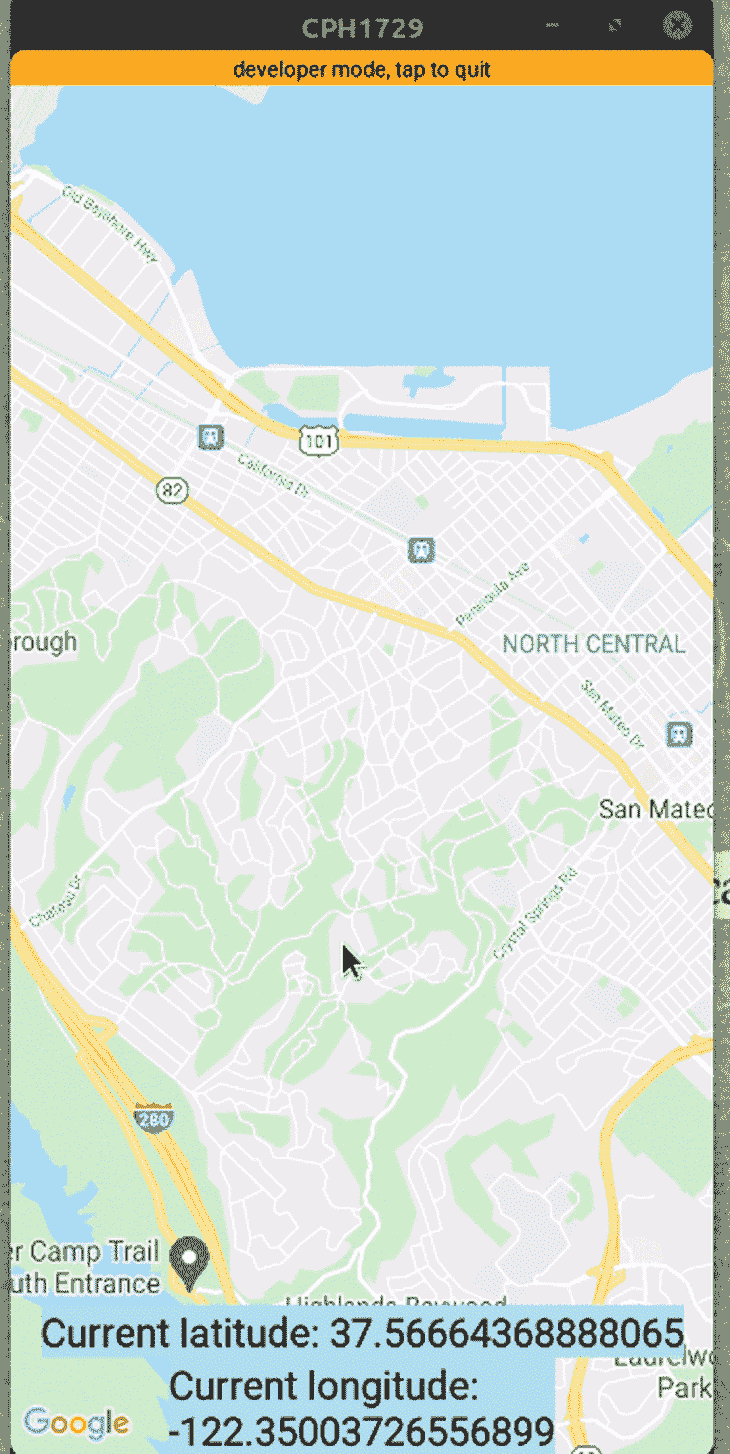 CPH1729
developer mode, tap to quit
Old Bayshore Hwy
101
California Dr
82
Peninsula Ave
rough
NORTH CENTRAL
San Mateo Dr
San Mateo
Crystal Springs Rd
Chateau Dr
280
er Camp Trail
uth Entrance
Highlands-Baywood
Current latitude: 37.56664368888065
Laurelwo
Park
Current longitude:
-122.35003726556899
Google